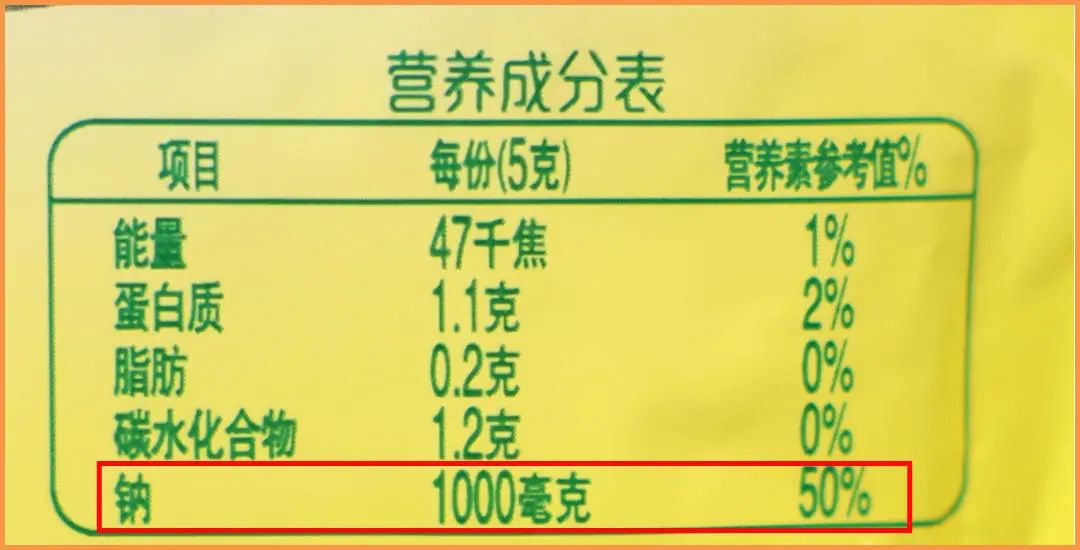 营养成分表
项目 每份(5克) 营养素参考值%
能量 47千焦 1%
蛋白质 1.1克 2%
脂肪 0.2克 0%
碳水化合物 1.2克 0%
钠 1000毫克 50%